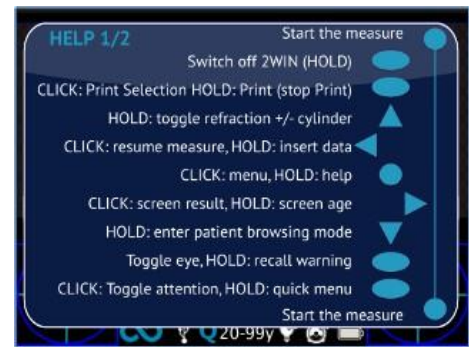 HELP 1/2
Start the measure
Switch off 2WIN (HOLD)
CLICK: Print Selection HOLD: Print (stop Print)
HOLD: toggle refraction +/- cylinder
CLICK: resume measure, HOLD: insert data
CLICK: menu, HOLD: help
CLICK: screen result, HOLD: screen age
HOLD: enter patient browsing mode
Toggle eye, HOLD: recall warning
CLICK: Toggle attention, HOLD: quick menu
Start the measure
20-99y